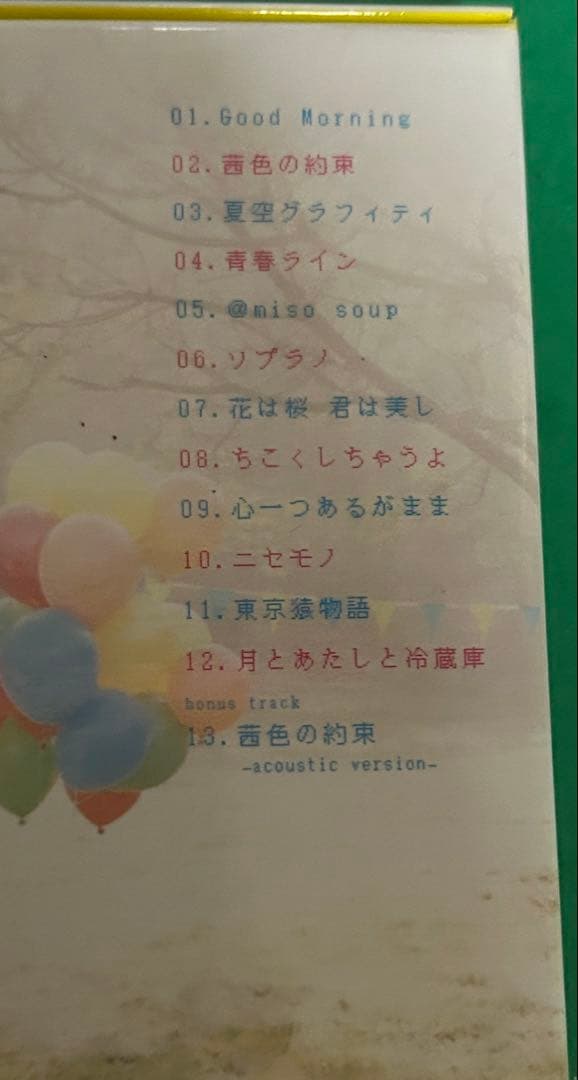 01.Good Morning
02.茜色の約束
03.夏空グラフィティ
04.青春ライン
05.@miso soup
06.ソプラノ
07.花は桜 君は美し
08.ちこくしちゃうよ
09.心一つあるがまま
10.ニセモノ
11.東京猿物語
12.月とあたしと冷蔵庫
bonus track
13.茜色の約束
-acoustic version-